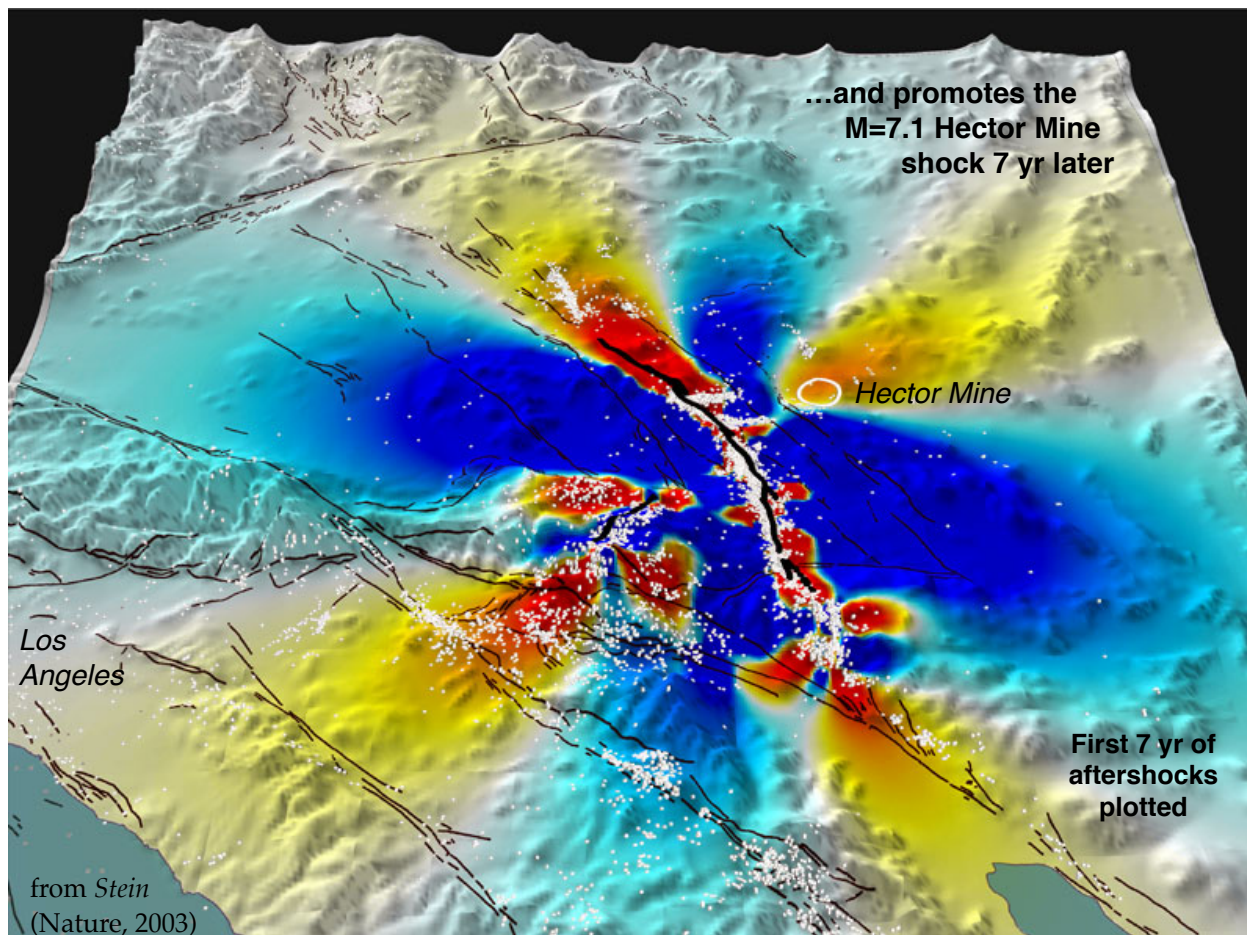 …and promotes the
M=7.1 Hector Mine
shock 7 yr later
Hector Mine
Los
Angeles
First 7 yr of
aftershocks
plotted
from Stein
(Nature, 2003)